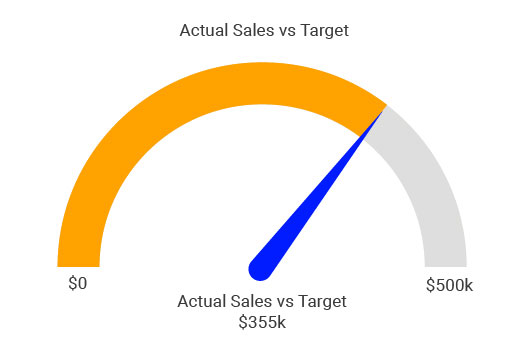 Actual Sales vs Target
$0
$500k
Actual Sales vs Target
$355k